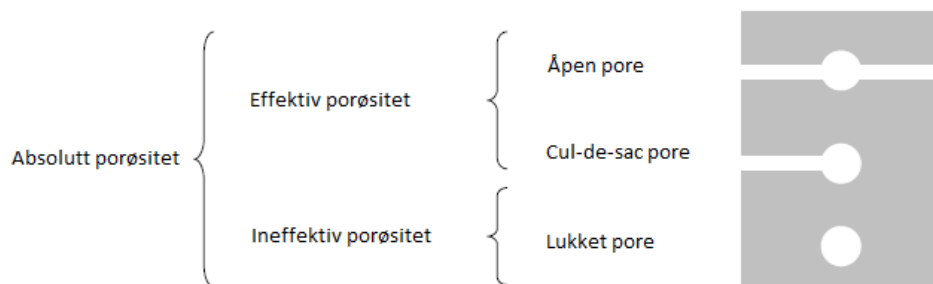 Åpen pore
Effektiv porøsitet
Absolutt porøsitet
Cul-de-sac pore
Ineffektiv porøsitet
Lukket pore